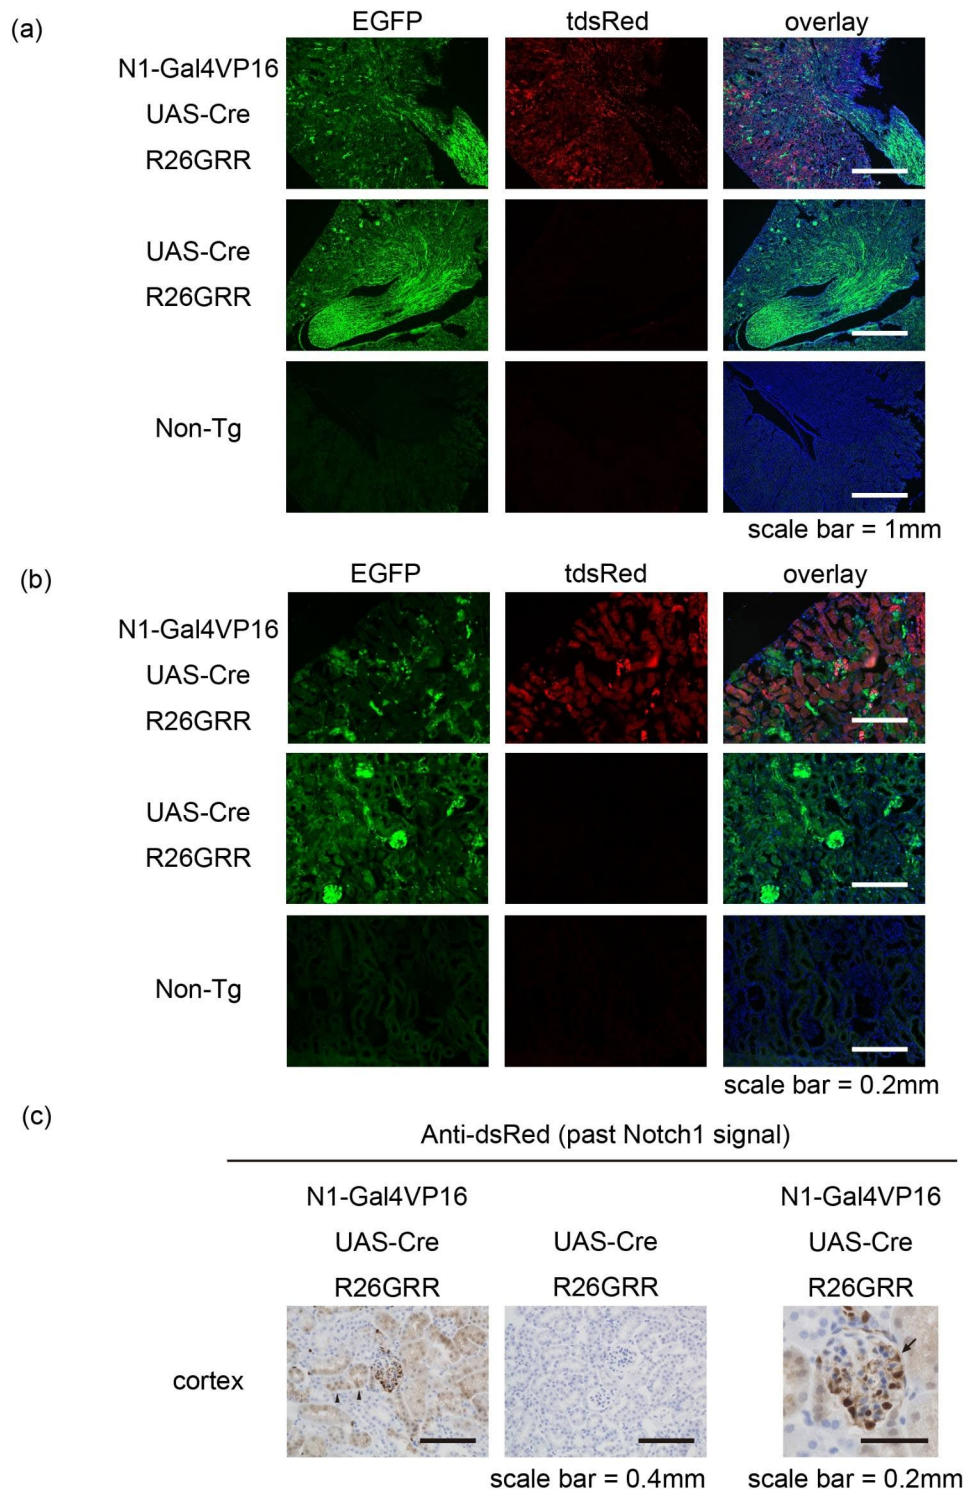 (a)
EGFP tdsRed overlay
N1-Gal4VP16
UAS-Cre
R26GRR
UAS-Cre
R26GRR
Non-Tg
scale bar = 1mm
(b)
EGFP tdsRed overlay
N1-Gal4VP16
UAS-Cre
R26GRR
UAS-Cre
R26GRR
Non-Tg
scale bar = 0.2mm
(c)
Anti-dsRed (past Notch1 signal)
N1-Gal4VP16 N1-Gal4VP16
UAS-Cre UAS-Cre UAS-Cre
R26GRR R26GRR R26GRR
cortex
scale bar = 0.4mm scale bar = 0.2mm